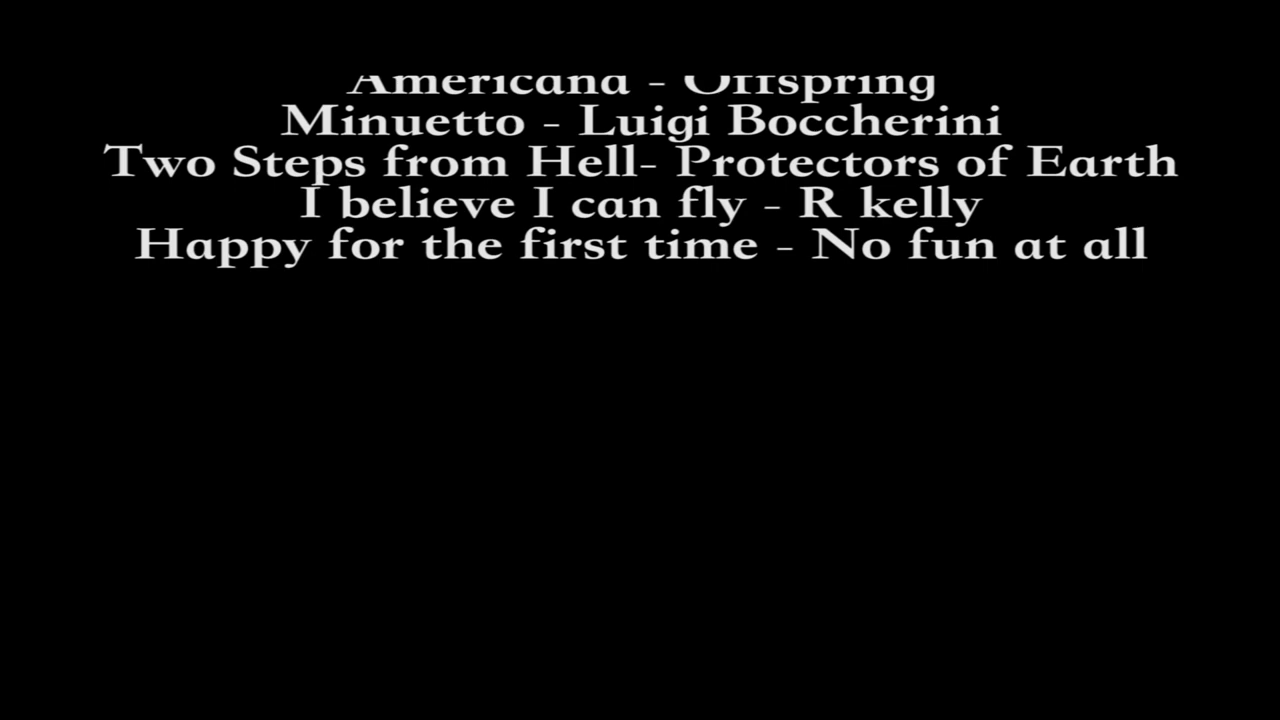 Americana - Offspring
Minuetto - Luigi Boccherini
Two Steps from Hell- Protectors of Earth
I believe I can fly - R kelly
Happy for the first time - No fun at all